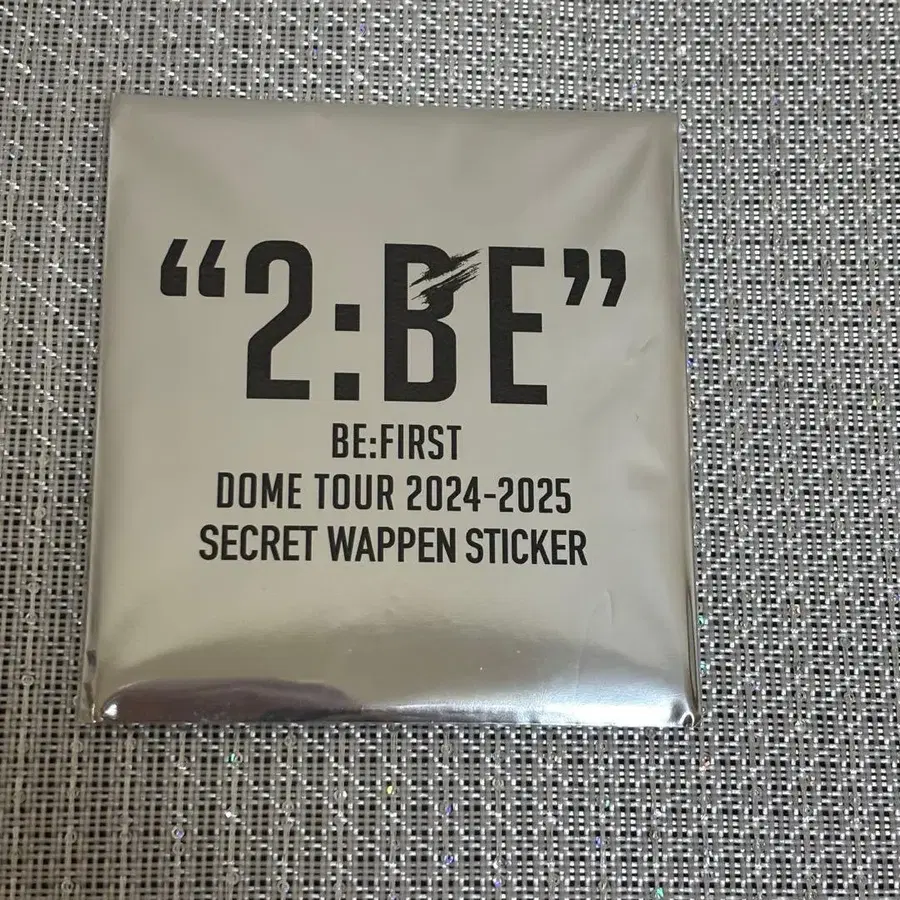 “2:BE”
BE:FIRST
DOME TOUR 2024-2025
SECRET WAPPEN STICKER